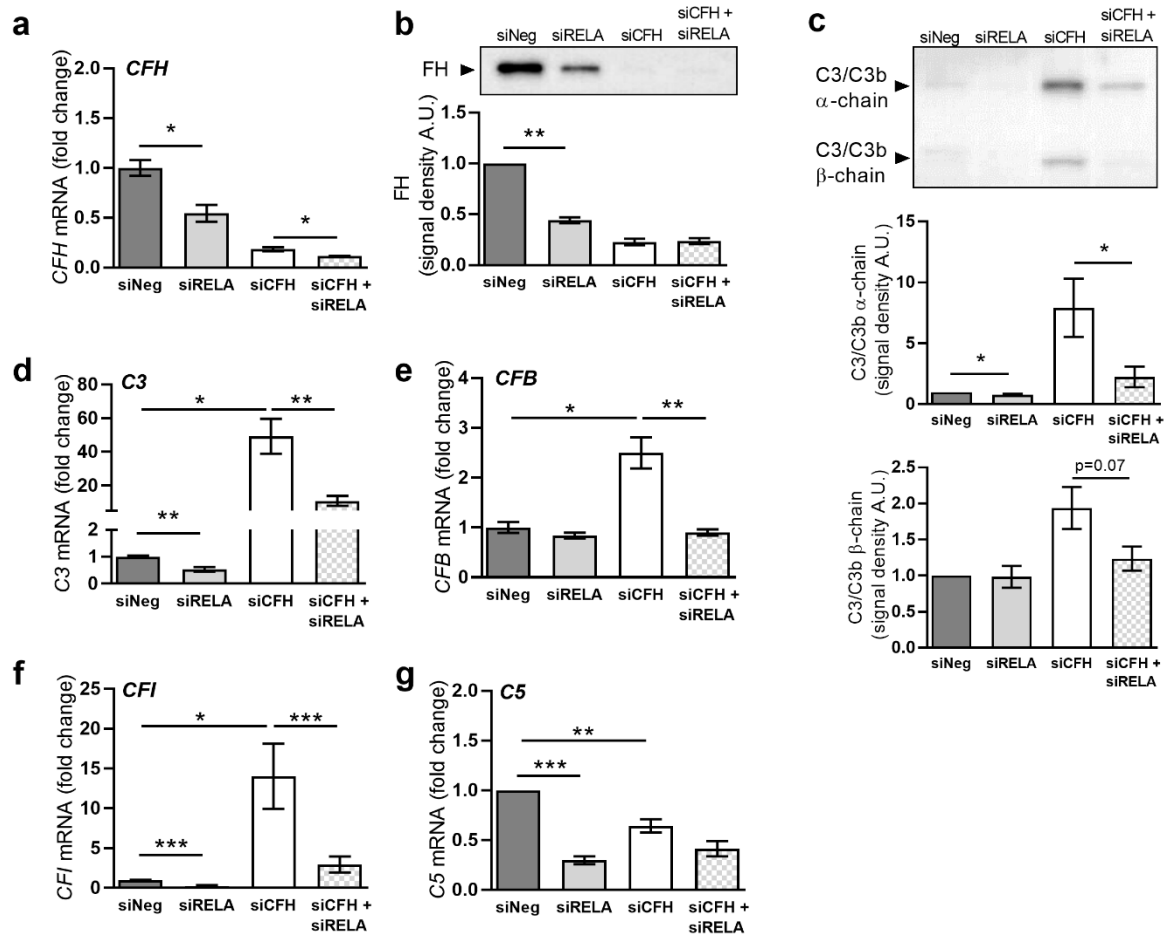 a
CFH
CFH mRNA (fold change)
2.0
1.5
1.0
0.5
0.0
*
*
siNeg siRELA siCFH siCFH + siRELA
b
siNeg siRELA siCFH siCFH + siRELA
FH
FH
(signal density A.U.)
1.5
1.0
0.5
0.0
**
siNeg siRELA siCFH siCFH + siRELA
c
siNeg siRELA siCFH siCFH + siRELA
C3/C3b
α-chain
C3/C3b
β-chain
C3/C3b α-chain
(signal density A.U.)
15
10
5
0
*
*
siNeg siRELA siCFH siCFH + siRELA
C3/C3b β-chain
(signal density A.U.)
2.5
2.0
1.5
1.0
0.5
0.0
p=0.07
siNeg siRELA siCFH siCFH + siRELA
d
C3
C3 mRNA (fold change)
80
60
40
20
2
1
0
**
*
**
siNeg siRELA siCFH siCFH + siRELA
e
CFB
CFB mRNA (fold change)
4
3
2
1
0
*
**
siNeg siRELA siCFH siCFH + siRELA
f
CFI
CFI mRNA (fold change)
25
20
15
10
5
0
***
*
***
siNeg siRELA siCFH siCFH + siRELA
g
C5
C5 mRNA (fold change)
2.0
1.5
1.0
0.5
0.0
***
**
siNeg siRELA siCFH siCFH + siRELA